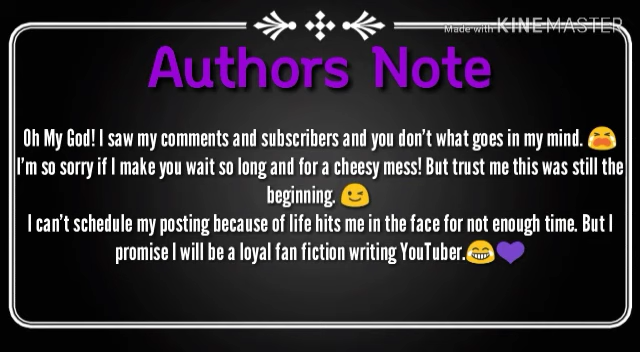 Made with KINEMASTER
Authors Note
Oh My God! I saw my comments and subscribers and you don't what goes in my mind. 😭
I'm so sorry if I make you wait so long and for a cheesy mess! But trust me this was still the
beginning. 😉
I can't schedule my posting because of life hits me in the face for not enough time. But I
promise I will be a loyal fan fiction writing YouTuber.😂💜